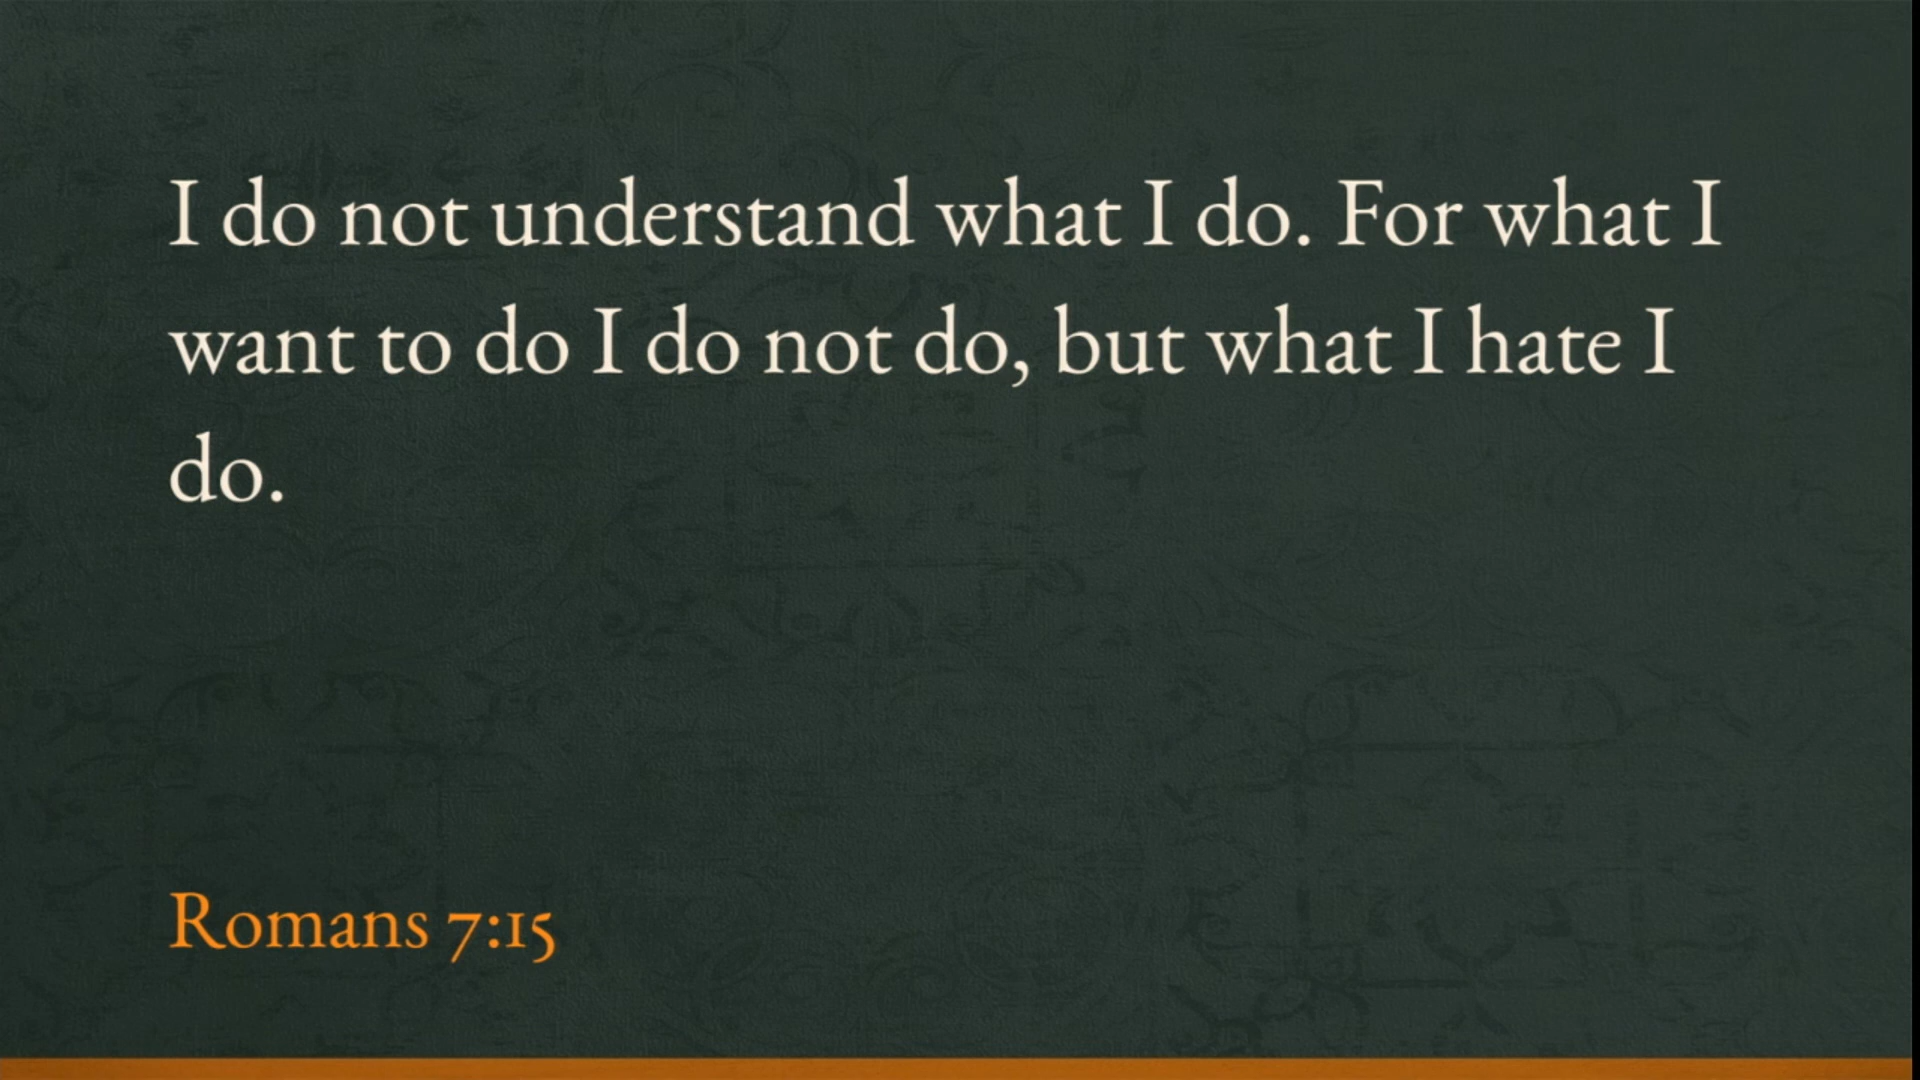 I do not understand what I do. For what I
want to do I do not do, but what I hate I
do.
Romans 7:15